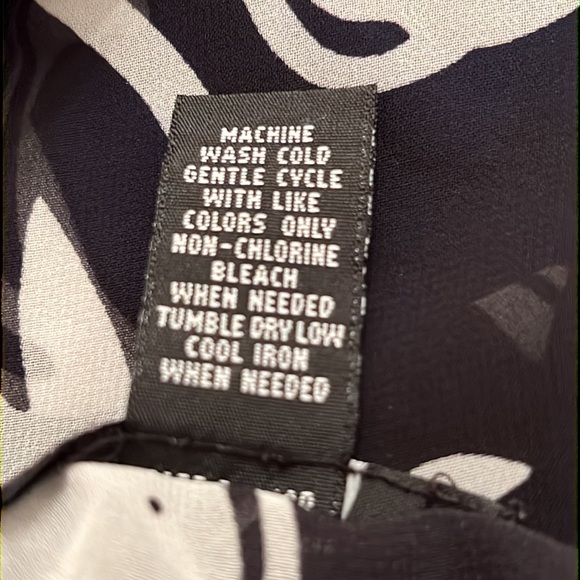 MACHINE
WASH COLD
GENTLE CYCLE
WITH LIKE
COLORS ONLY
NON-CHLORINE
BLEACH
WHEN NEEDED
TUMBLE DRY LOW
COOL IRON
WHEN NEEDED